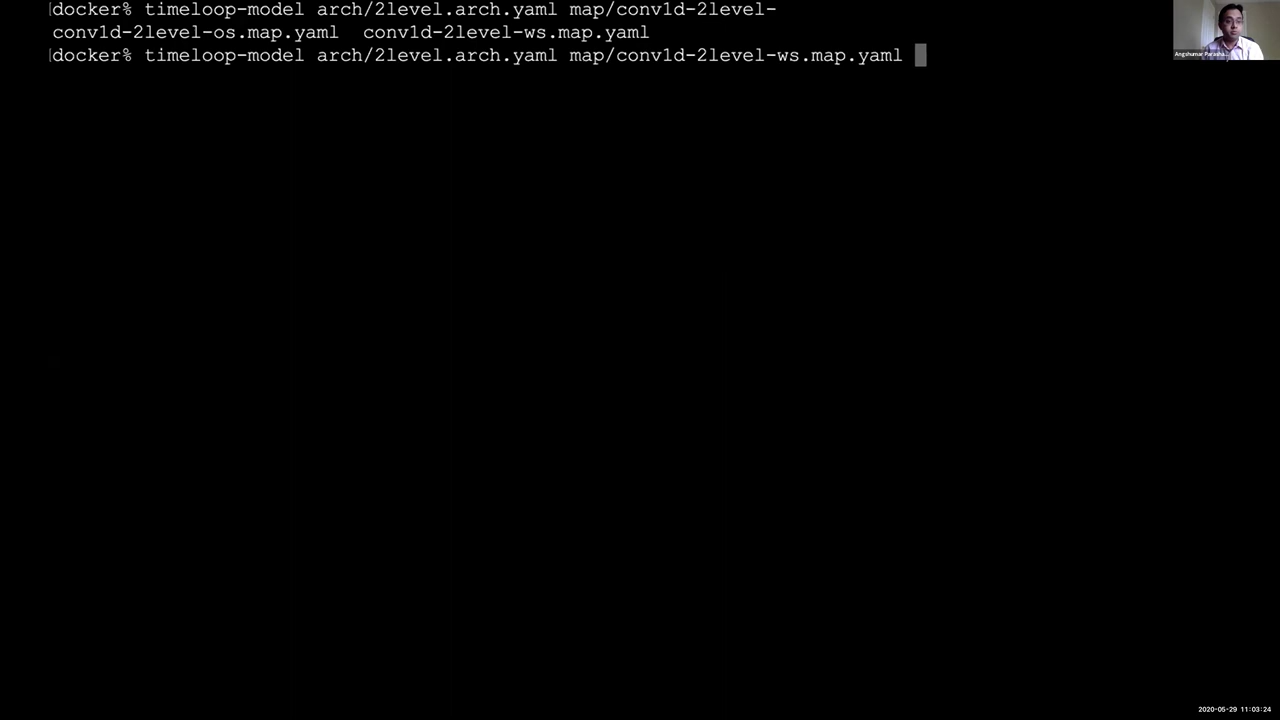 docker% timeloop-model arch/2level.arch.yaml map/conv1d-2level-
conv1d-2level-os.map.yaml  conv1d-2level-ws.map.yaml
docker% timeloop-model arch/2level.arch.yaml map/conv1d-2level-ws.map.yaml
Angshumar Parasha...
2020-05-29 11:03:24